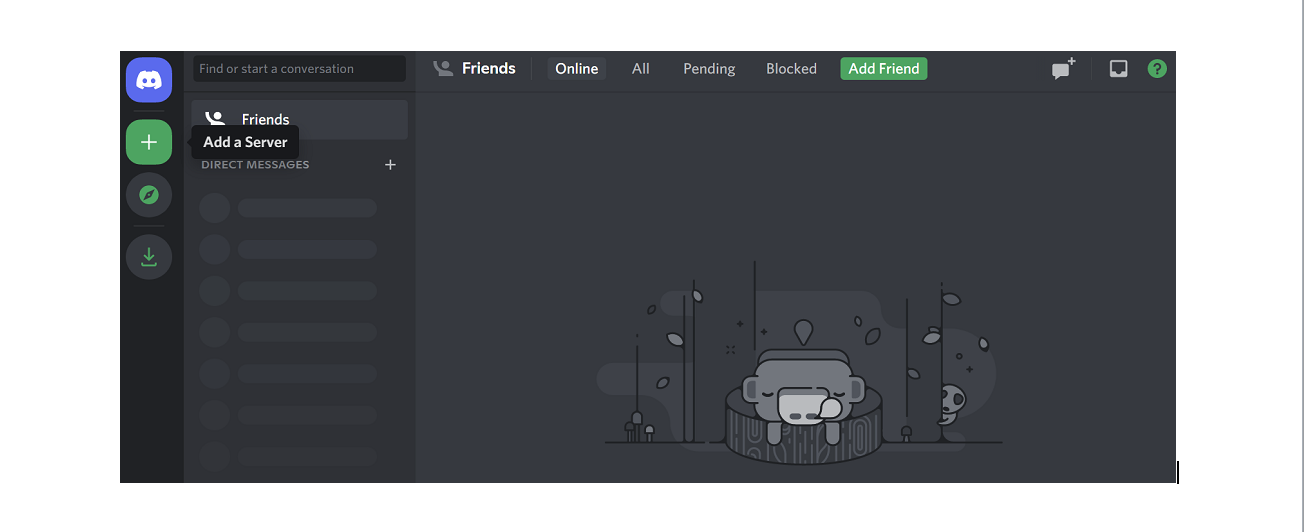 Find or start a conversation
Friends Online All Pending Blocked Add Friend
Friends
Add a Server
DIRECT MESSAGES